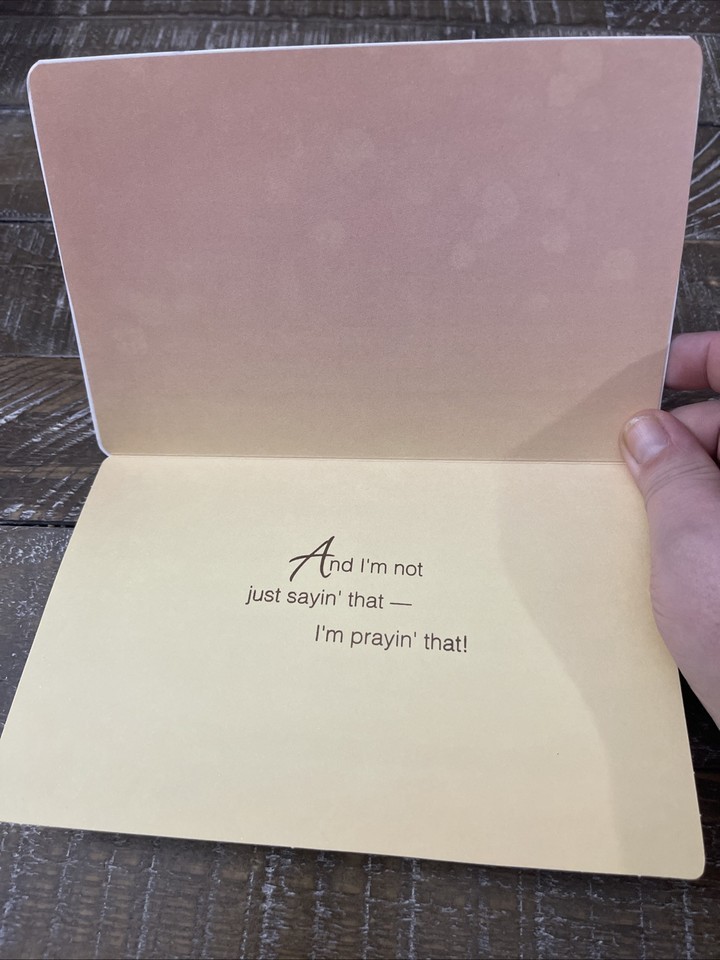 And I'm not
just sayin' that —
I'm prayin' that!